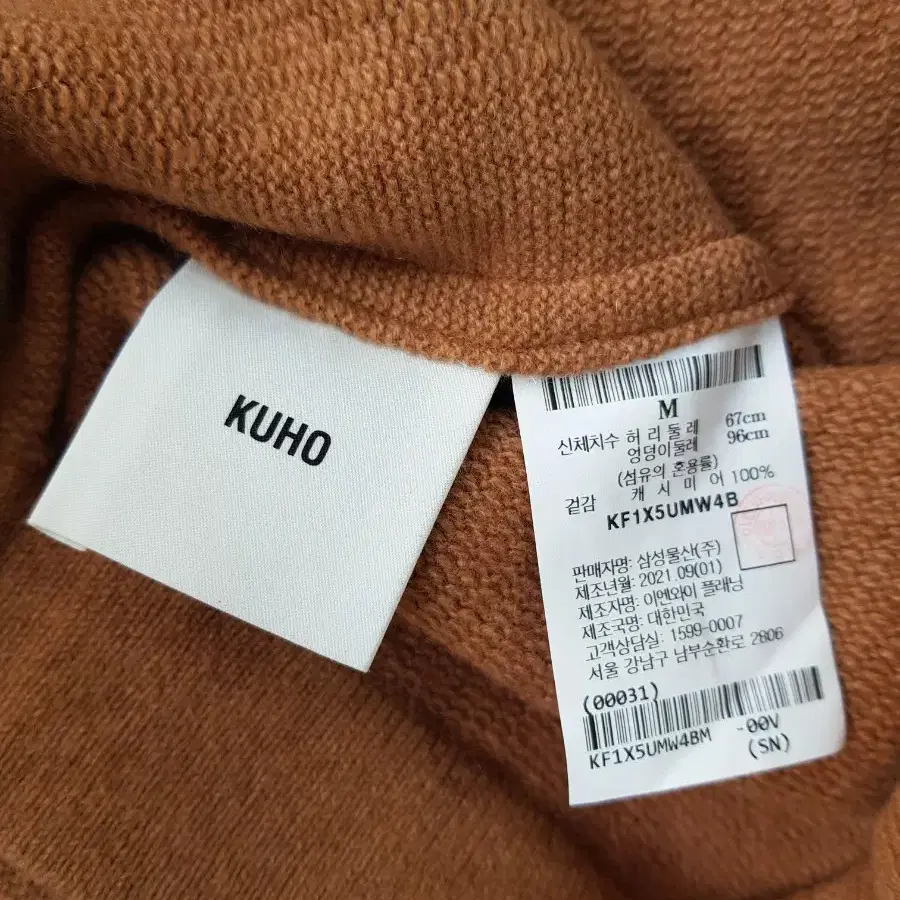 KUHO
M
신체치수 허 리 둘 레 67cm
엉덩이둘레 96cm
(섬유의 혼용률)
겉감 캐 시 미 어 100%
KF1X5UMW4B
판매자명: 삼성물산(주)
제조년월: 2021.09(01)
제조자명: 이엔와이 플래닝
제조국명: 대한민국
고객상담실: 1599-0007
서울 강남구 남부순환로 2806
(00031)
KF1X5UMW4BM -00V
(SN)